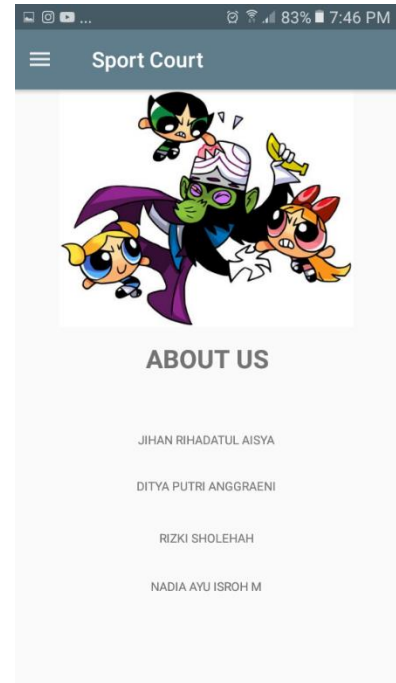 ... 83% 7:46 PM
Sport Court
ABOUT US
JIHAN RIHADATUL AISYA
DITYA PUTRI ANGGRAENI
RIZKI SHOLEHAH
NADIA AYU ISROH M